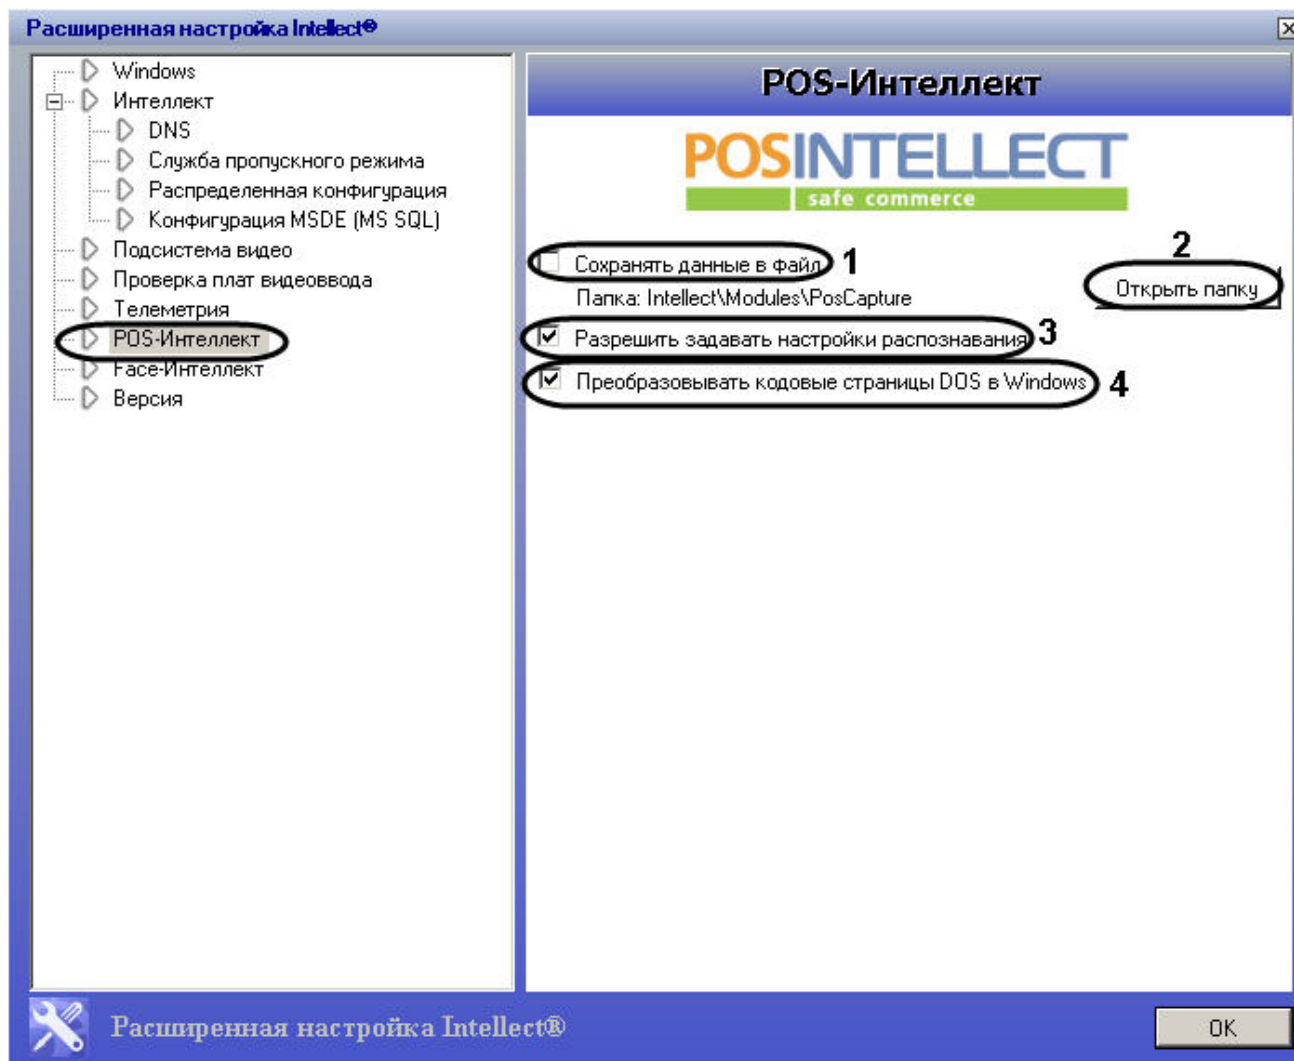 Расширенная настройка Intellect®
Windows
Интеллект
DNS
Служба пропускного режима
Распределенная конфигурация
Конфигурация MSDE (MS SQL)
Подсистема видео
Проверка плат видеоввода
Телеметрия
POS-Интеллект
Face-Интеллект
Версия
POS-Интеллект
POSINTELLECT
safe commerce
Сохранять данные в файл 1
2
Папка: Intellect\Modules\PosCapture
Открыть папку
Разрешить задавать настройки распознавания 3
Преобразовывать кодовые страницы DOS в Windows 4
Расширенная настройка Intellect®
OK